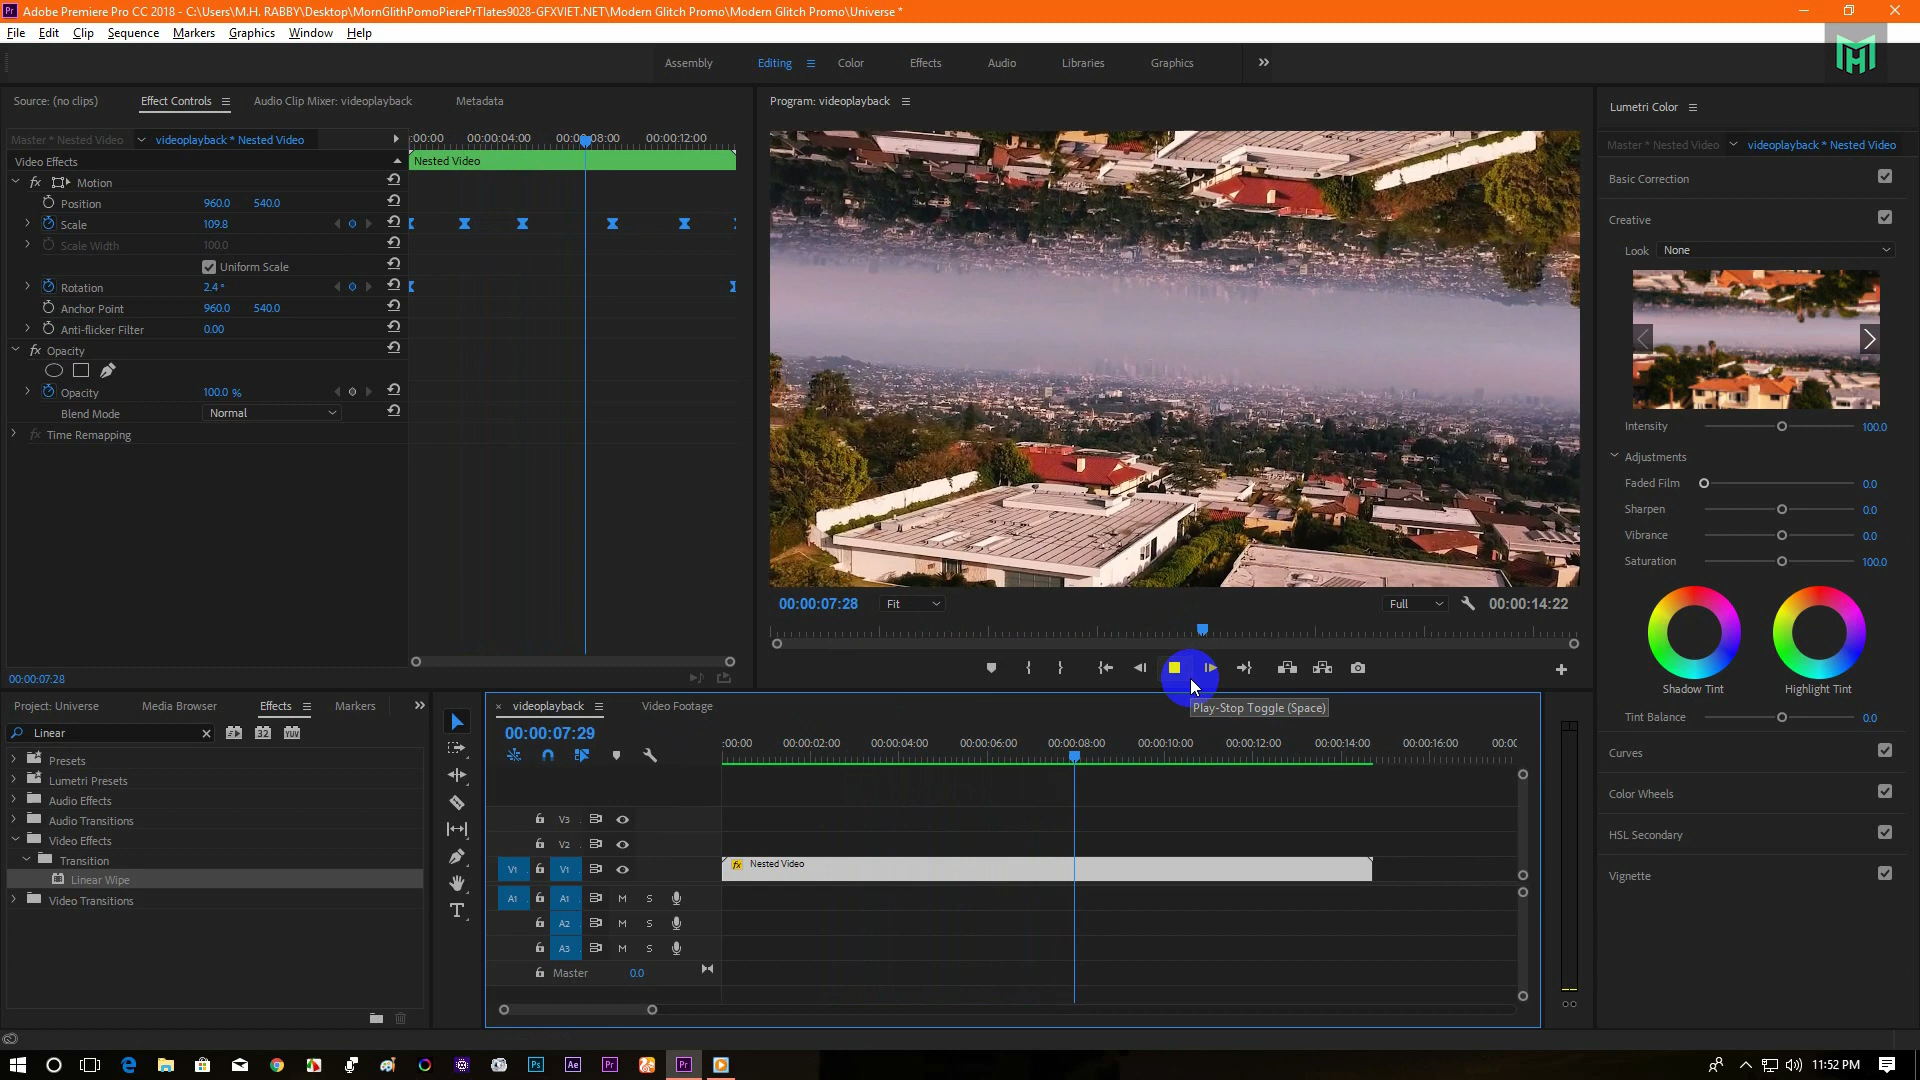 Adobe Premiere Pro CC 2018 - C:\Users\M.H. RABBY\Desktop\MornGlithPomoPierePrTlates9028-GFXVIET.NET\Modern Glitch Promo\Modern Glitch Promo\Universe *
File Edit Clip Sequence Markers Graphics Window Help
Assembly Editing Color Effects Audio Libraries Graphics
Source: (no clips) Effect Controls Audio Clip Mixer: videoplayback Metadata
Master * Nested Video videoplayback * Nested Video
:00:00 00:00:04:00 00:00:08:00 00:00:12:00
Video Effects
Nested Video
fx Motion
Position 960.0 540.0
Scale 109.8
Scale Width 100.0
Uniform Scale
Rotation 2.4 °
Anchor Point 960.0 540.0
Anti-flicker Filter 0.00
fx Opacity
Opacity 100.0 %
Blend Mode Normal
fx Time Remapping
00:00:07:28
Program: videoplayback
00:00:07:28 Fit Full 00:00:14:22
Play-Stop Toggle (Space)
Lumetri Color
Master * Nested Video videoplayback * Nested Video
Basic Correction
Creative
Look None
Intensity 100.0
Adjustments
Faded Film 0.0
Sharpen 0.0
Vibrance 0.0
Saturation 100.0
Shadow Tint Highlight Tint
Tint Balance 0.0
Curves
Color Wheels
HSL Secondary
Vignette
Project: Universe Media Browser Effects Markers
Linear 32 YUV
Presets
Lumetri Presets
Audio Effects
Audio Transitions
Video Effects
Transition
Linear Wipe
Video Transitions
videoplayback Video Footage
00:00:07:29
:00:00 00:00:02:00 00:00:04:00 00:00:06:00 00:00:08:00 00:00:10:00 00:00:12:00 00:00:14:00 00:00:16:00 00:00
V3
V2
V1 V1 fx Nested Video
A1 A1 M S
A2 M S
A3 M S
Master 0.0
Ps Ae Pr Pr 11:52 PM